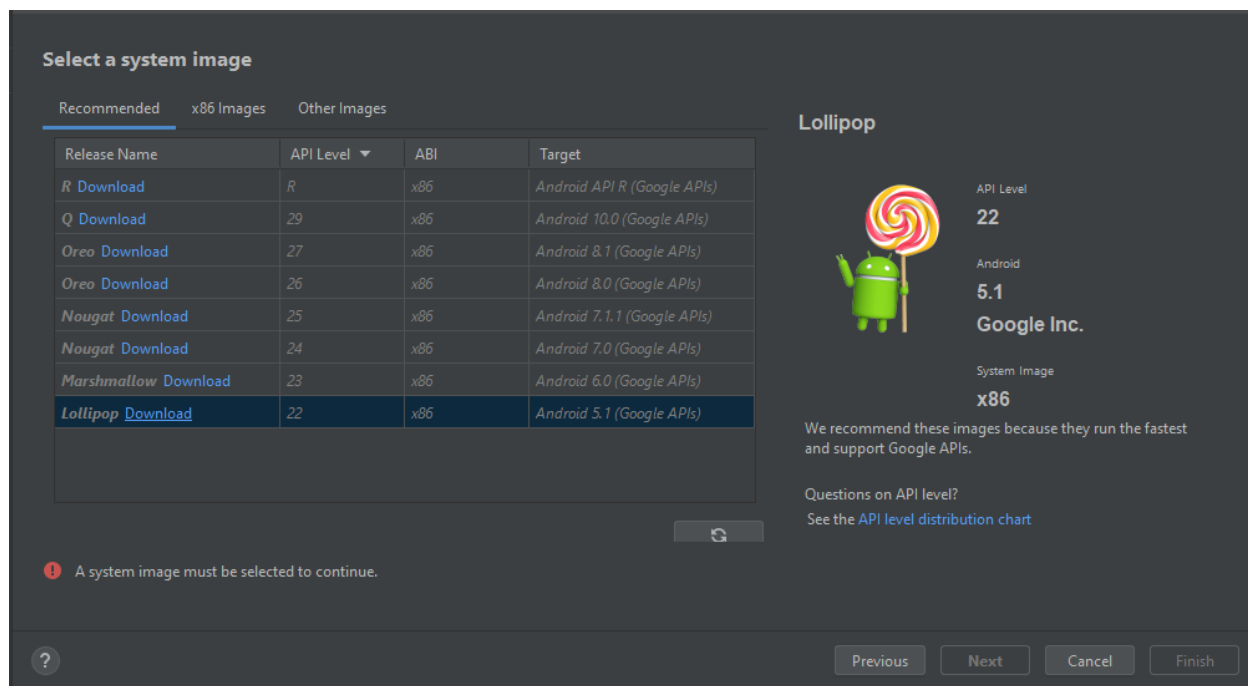 Select a system image
Recommended x86 Images Other Images
Release Name API Level ABI Target
R Download R x86 Android API R (Google APIs)
Q Download 29 x86 Android 10.0 (Google APIs)
Oreo Download 27 x86 Android 8.1 (Google APIs)
Oreo Download 26 x86 Android 8.0 (Google APIs)
Nougat Download 25 x86 Android 7.1.1 (Google APIs)
Nougat Download 24 x86 Android 7.0 (Google APIs)
Marshmallow Download 23 x86 Android 6.0 (Google APIs)
Lollipop Download 22 x86 Android 5.1 (Google APIs)
Lollipop
API Level
22
Android
5.1
Google Inc.
System Image
x86
We recommend these images because they run the fastest
and support Google APIs.
Questions on API level?
See the API level distribution chart
A system image must be selected to continue.
? Previous Next Cancel Finish